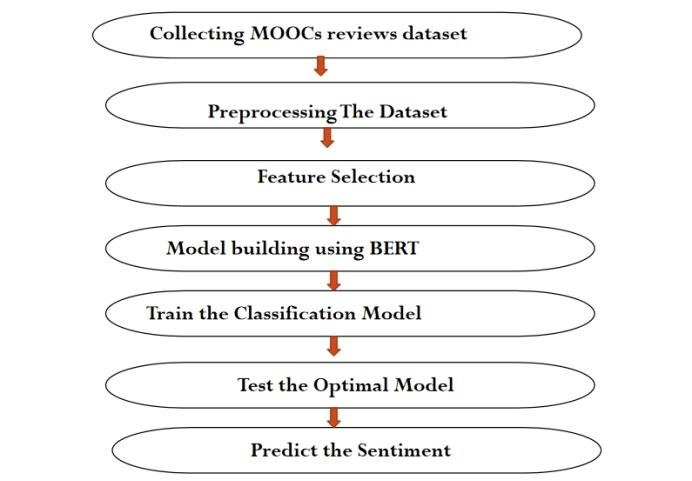 Collecting MOOCs reviews dataset
Preprocessing The Dataset
Feature Selection
Model building using BERT
Train the Classification Model
Test the Optimal Model
Predict the Sentiment